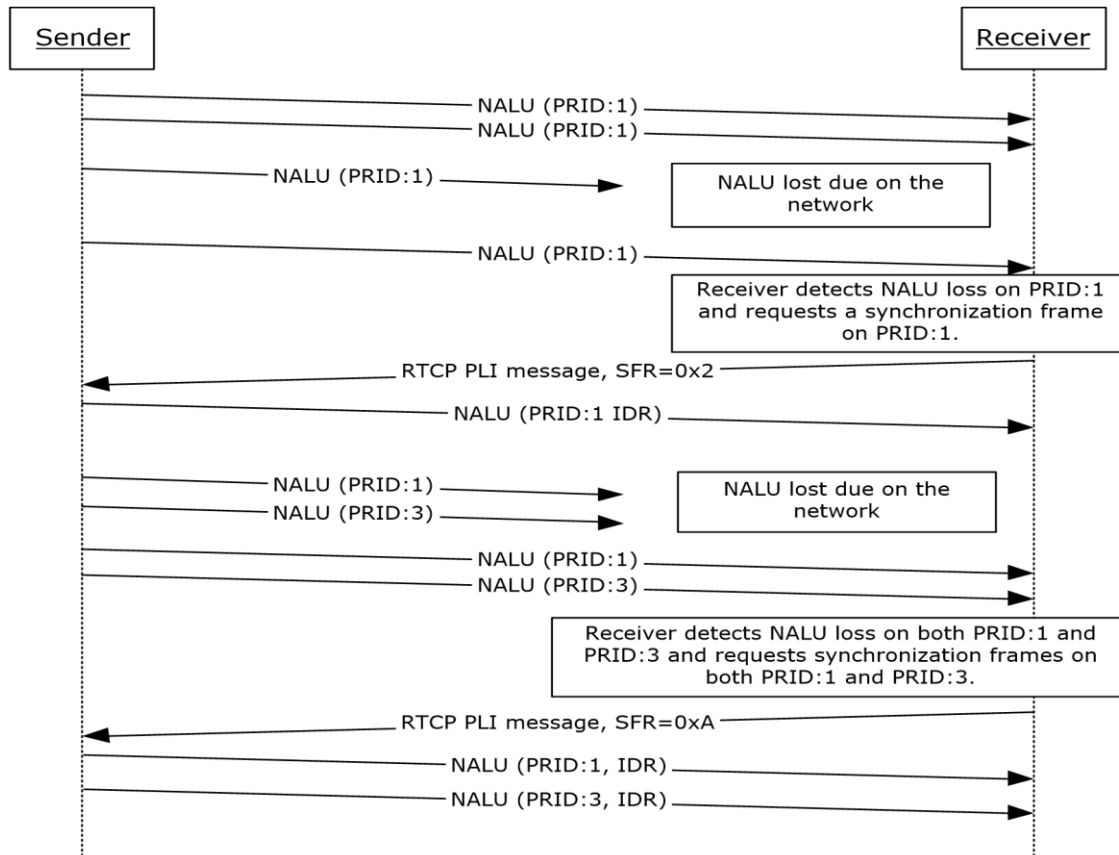 Sender
Receiver
NALU (PRID:1)
NALU (PRID:1)
NALU (PRID:1)
NALU lost due on the
network
NALU (PRID:1)
Receiver detects NALU loss on PRID:1
and requests a synchronization frame
on PRID:1.
RTCP PLI message, SFR=0x2
NALU (PRID:1 IDR)
NALU (PRID:1)
NALU lost due on the
network
NALU (PRID:3)
NALU (PRID:1)
NALU (PRID:3)
Receiver detects NALU loss on both PRID:1 and
PRID:3 and requests synchronization frames on
both PRID:1 and PRID:3.
RTCP PLI message, SFR=0xA
NALU (PRID:1, IDR)
NALU (PRID:3, IDR)